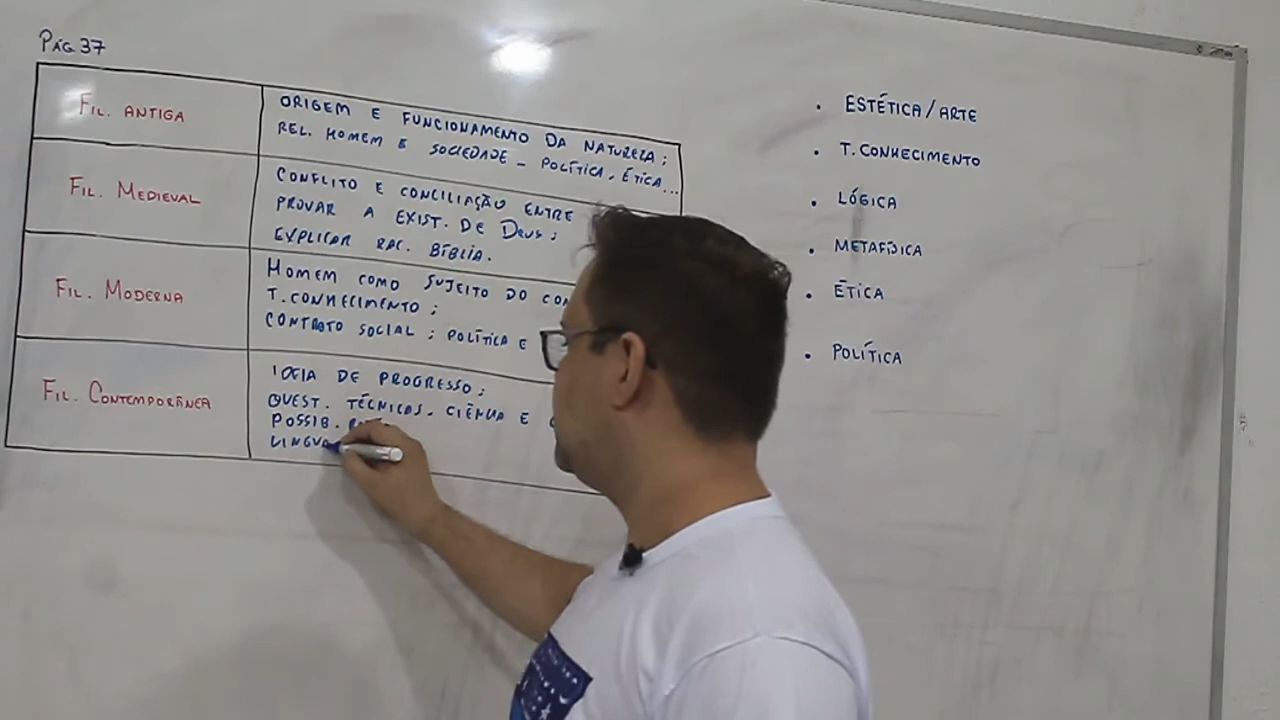 PÁG 37
FIL. ANTIGA
ORIGEM E FUNCIONAMENTO DA NATUREZA;
REL. HOMEM E SOCIEDADE - POLÍTICA, ÉTICA...
FIL. MEDIEVAL
CONFLITO E CONCILIAÇÃO ENTRE
PROVAR A EXIST. DE DEUS;
EXPLICAR RAC. BÍBLIA.
FIL. MODERNA
HOMEM COMO SUJEITO DO
T. CONHECIMENTO;
CONTRATO SOCIAL; POLÍTICA E
FIL. CONTEMPORÂNEA
IDEIA DE PROGRESSO;
QUEST. TÉCNICAS. CIÊNCIA E
POSSIB.
LINGUA
• ESTÉTICA / ARTE
• T. CONHECIMENTO
• LÓGICA
• METAFÍSICA
• ÉTICA
• POLÍTICA